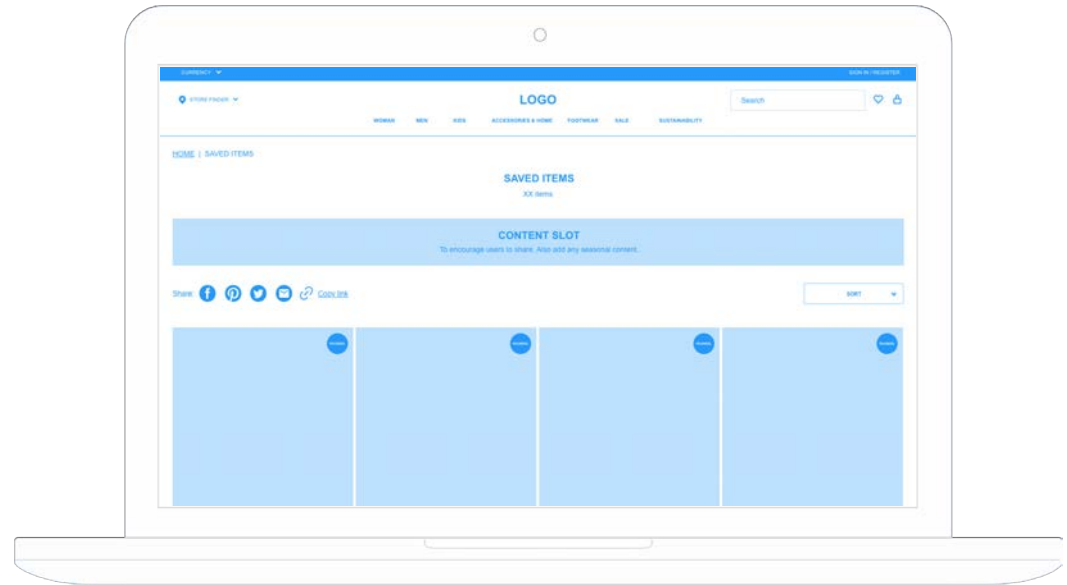 CURRENCY
SIGN IN / REGISTER
STORE FINDER
LOGO
Search
WOMAN MEN KIDS ACCESSORIES & HOME FOOTWEAR SALE SUSTAINABILITY
HOME | SAVED ITEMS
SAVED ITEMS
XX items
CONTENT SLOT
To encourage users to share. Also add any seasonal content...
Share: Copy link
SORT